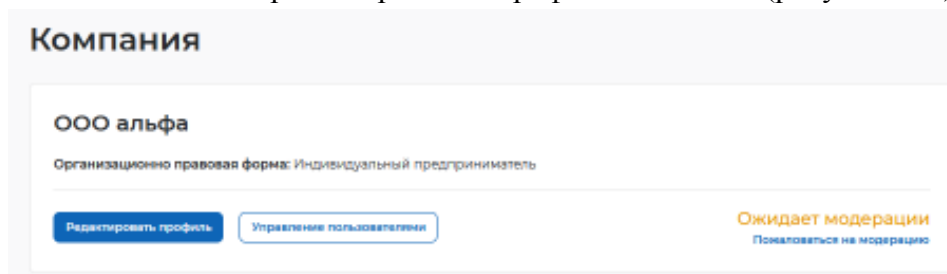 Компания
ООО альфа
Организационно правовая форма: Индивидуальный предприниматель
Редактировать профиль Управление пользователями Ожидает модерации
Пожаловаться на модерацию